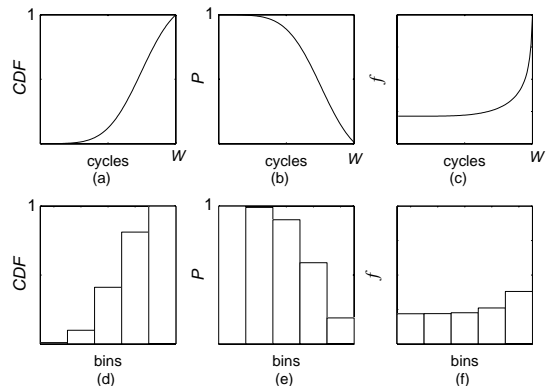 1
CDF
cycles
W
(a)
1
P
cycles
W
(b)
f
cycles
W
(c)
1
CDF
bins
(d)
1
P
bins
(e)
f
bins
(f)